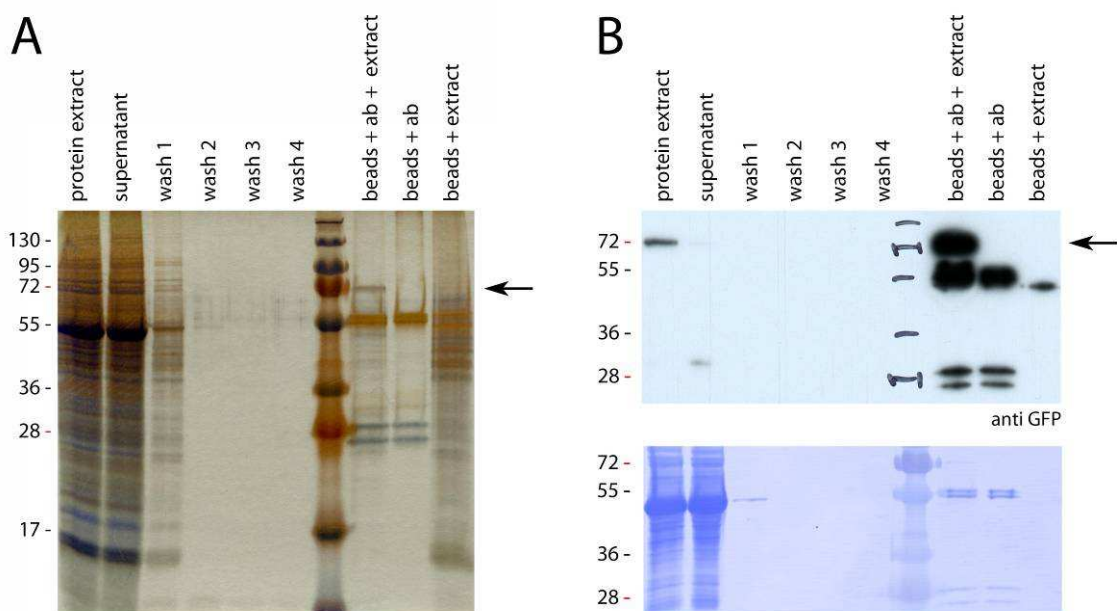 A
protein extract
supernatant
wash 1
wash 2
wash 3
wash 4
beads + ab + extract
beads + ab
beads + extract
130 -
95 -
72 -
55 -
36 -
28 -
17 -
B
protein extract
supernatant
wash 1
wash 2
wash 3
wash 4
beads + ab + extract
beads + ab
beads + extract
72 -
55 -
36 -
28 -
anti GFP
72 -
55 -
36 -
28 -